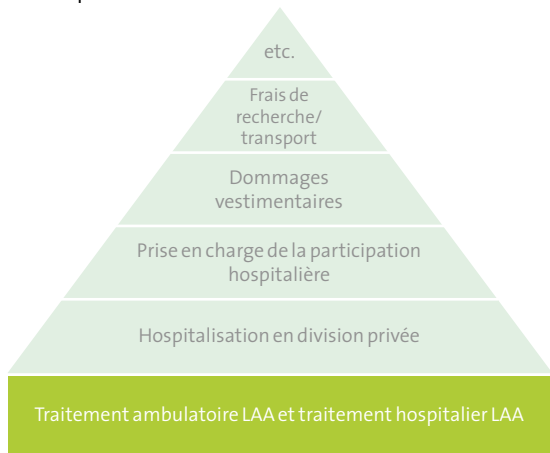 etc.
Frais de
recherche/
transport
Dommages
vestimentaires
Prise en charge de la participation
hospitalière
Hospitalisation en division privée
Traitement ambulatoire LAA et traitement hospitalier LAA